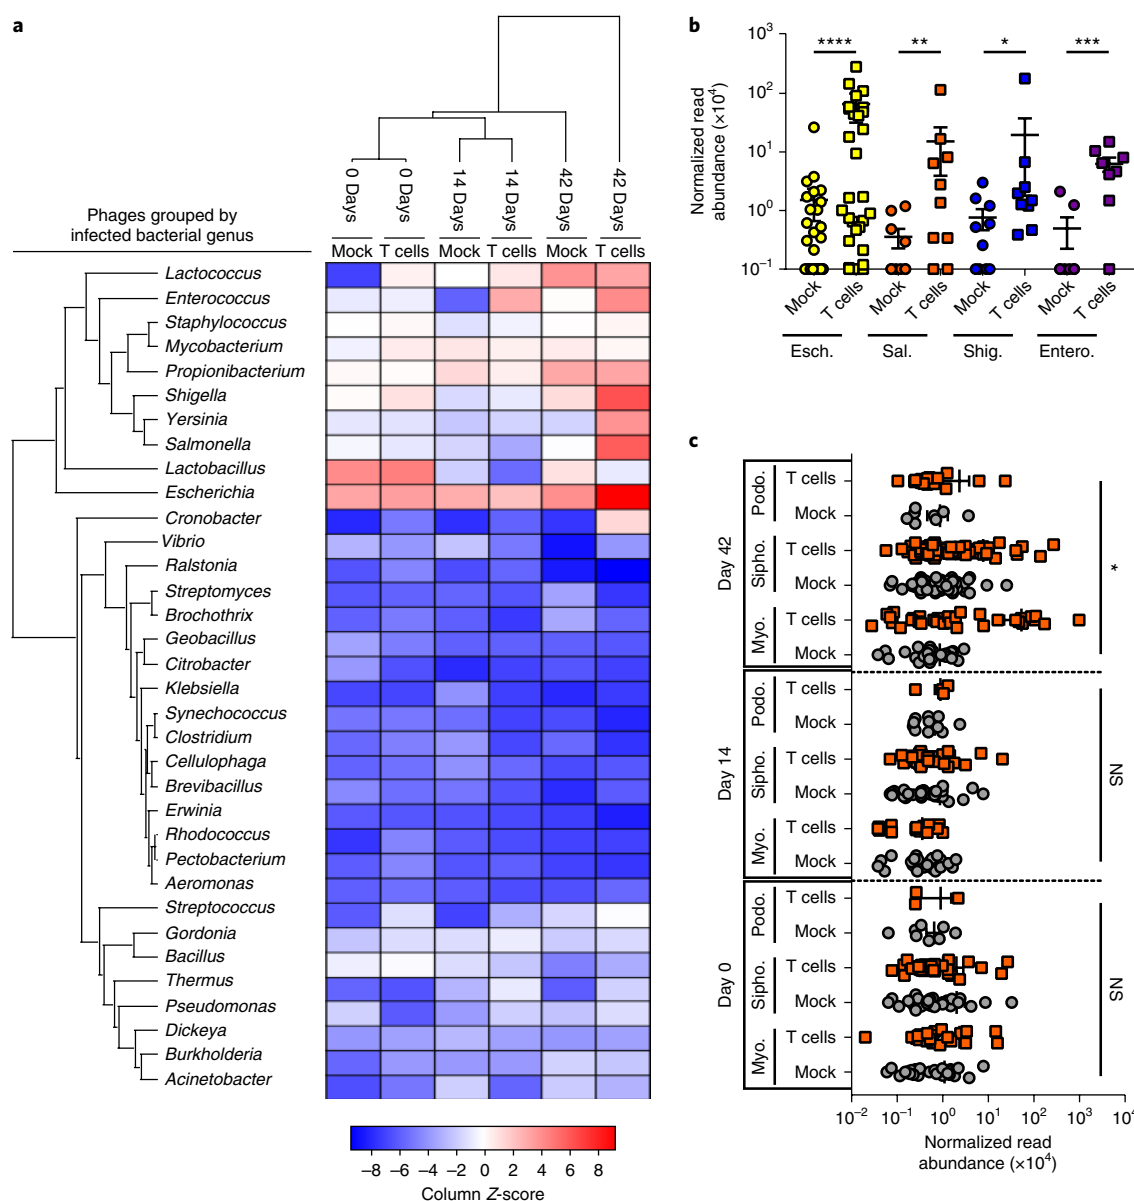 a
0 Days
0 Days
14 Days
14 Days
42 Days
42 Days
Phages grouped by
infected bacterial genus
Mock T cells Mock T cells Mock T cells
Lactococcus
Enterococcus
Staphylococcus
Mycobacterium
Propionibacterium
Shigella
Yersinia
Salmonella
Lactobacillus
Escherichia
Cronobacter
Vibrio
Ralstonia
Streptomyces
Brochothrix
Geobacillus
Citrobacter
Klebsiella
Synechococcus
Clostridium
Cellulophaga
Brevibacillus
Erwinia
Rhodococcus
Pectobacterium
Aeromonas
Streptococcus
Gordonia
Bacillus
Thermus
Pseudomonas
Dickeya
Burkholderia
Acinetobacter
–8 –6 –4 –2 0 2 4 6 8
Column Z-score
b
Normalized read
abundance (×10⁴)
10³
10²
10¹
10⁰
10⁻¹
**** ** * ***
Mock T cells Mock T cells Mock T cells Mock T cells
Esch. Sal. Shig. Entero.
c
Day 42
Podo.
T cells
Mock
Sipho.
T cells
Mock
Myo.
T cells
Mock
*
Day 14
Podo.
T cells
Mock
Sipho.
T cells
Mock
Myo.
T cells
Mock
NS
Day 0
Podo.
T cells
Mock
Sipho.
T cells
Mock
Myo.
T cells
Mock
NS
10⁻² 10⁻¹ 10⁰ 10¹ 10² 10³ 10⁴
Normalized read
abundance (×10⁴)